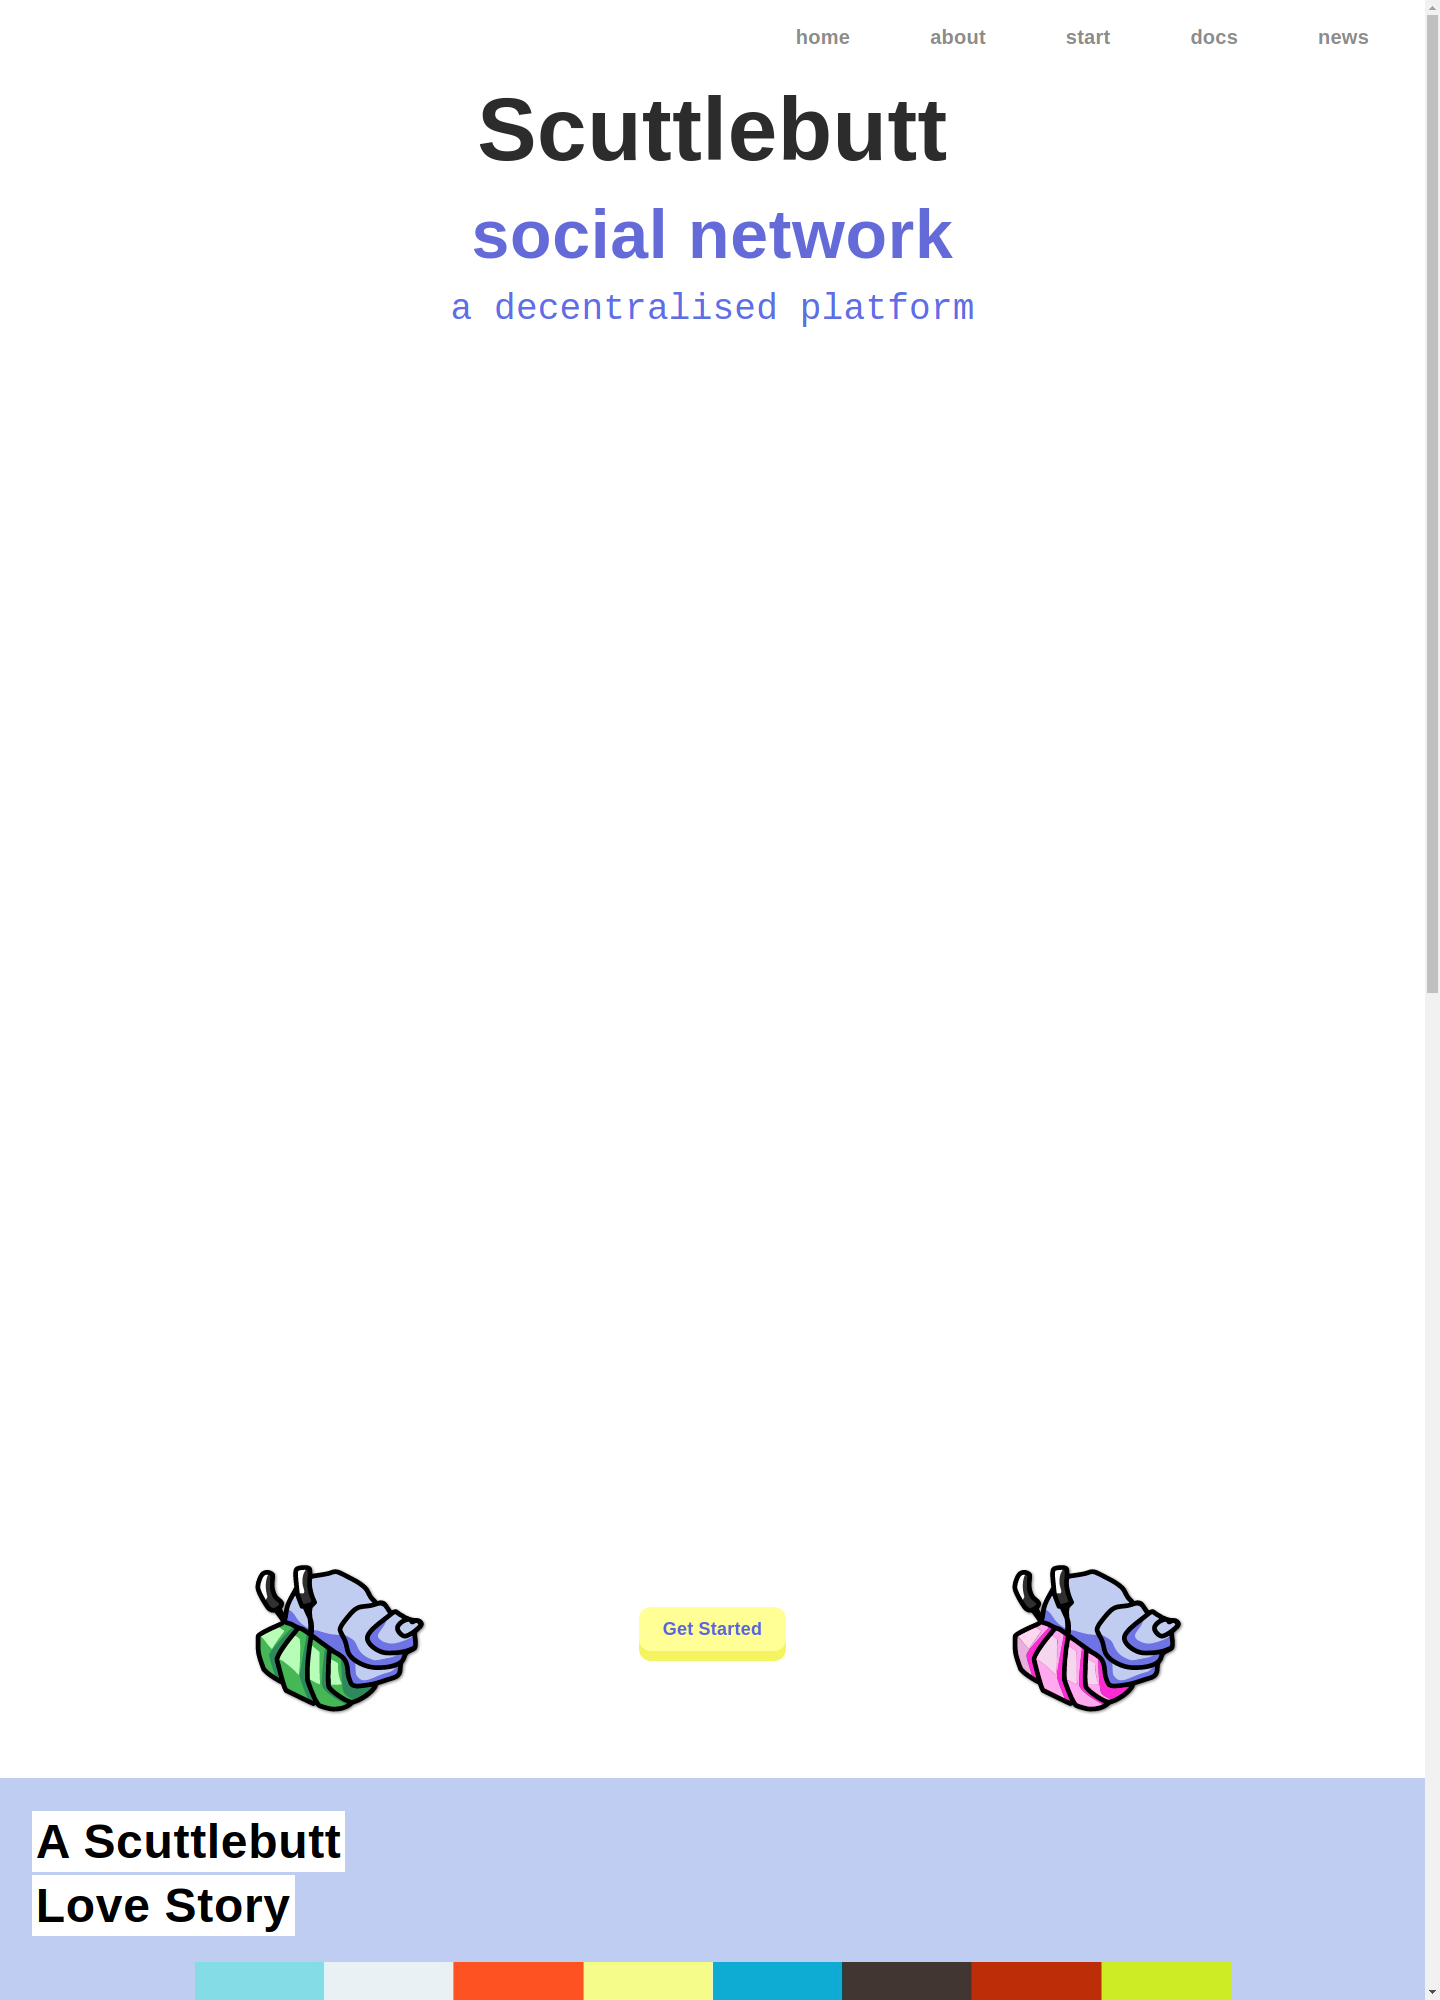 home about start docs news
Scuttlebutt
social network
a decentralised platform
Get Started
A Scuttlebutt
Love Story